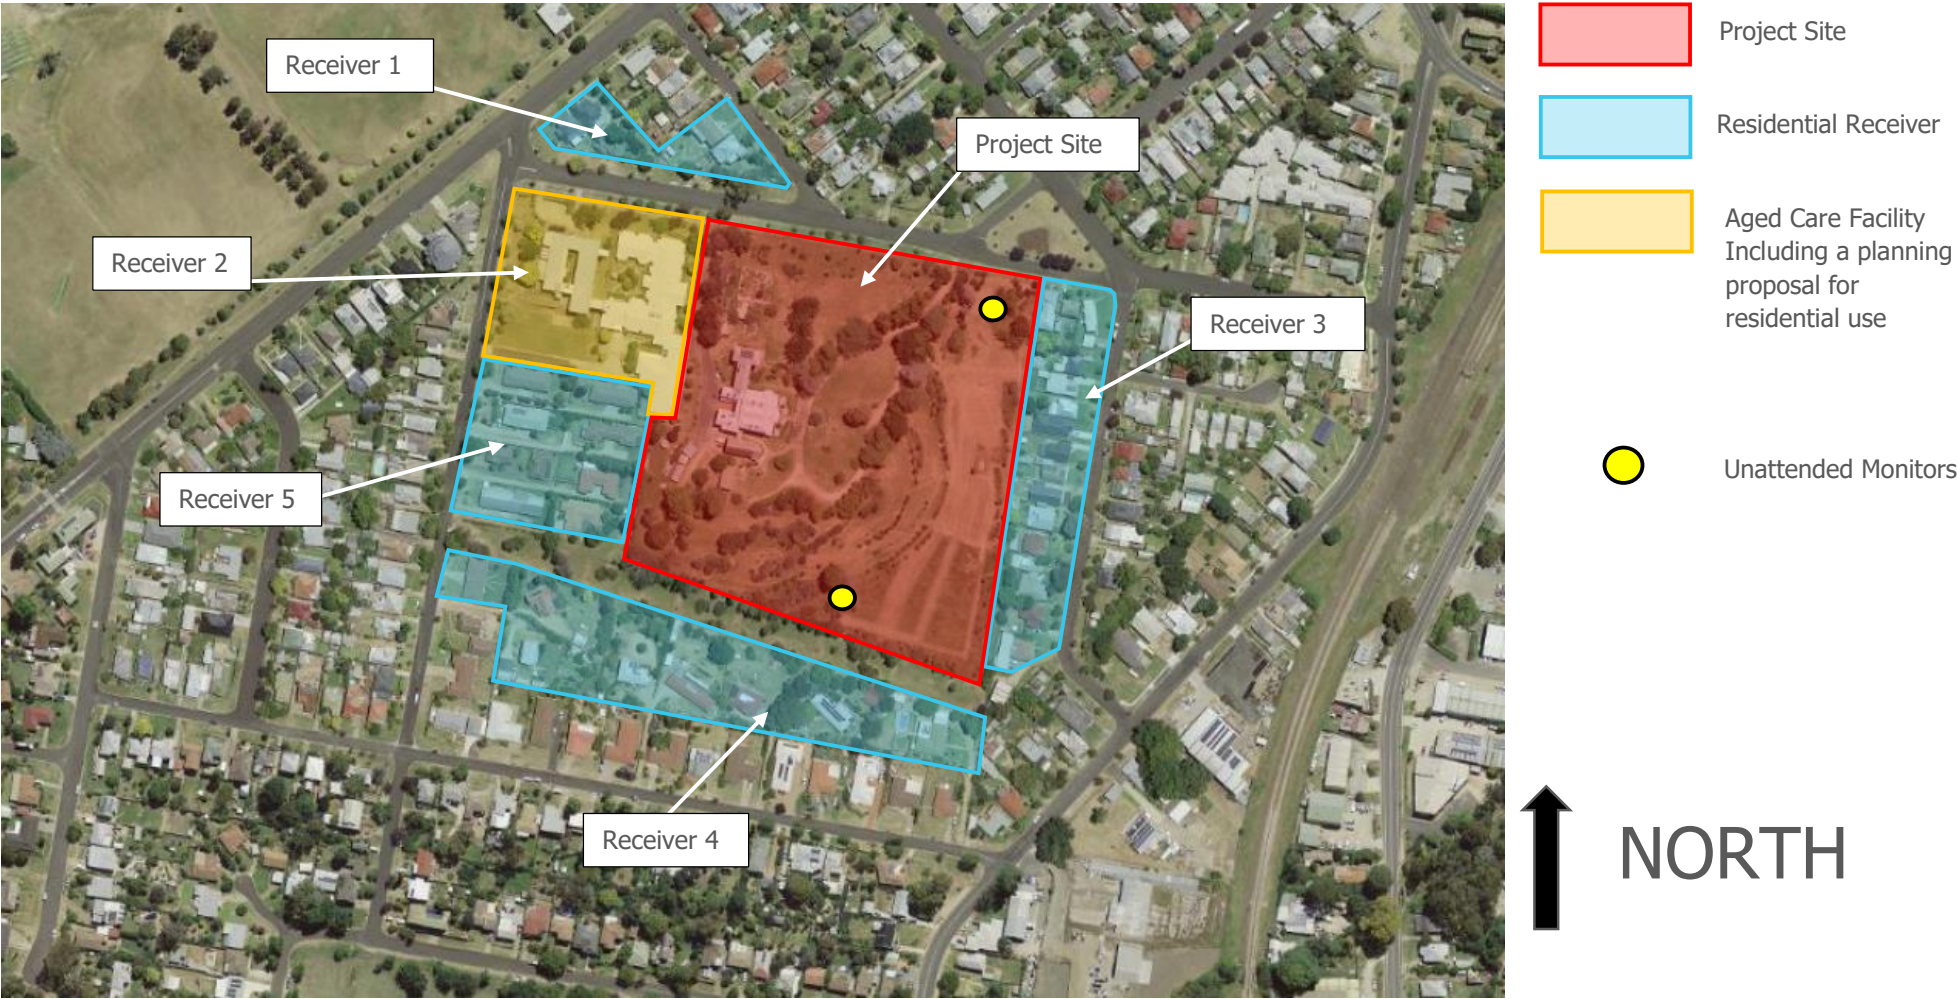 Receiver 1
Project Site
Receiver 2
Receiver 3
Receiver 5
Receiver 4
Project Site
Residential Receiver
Aged Care Facility
Including a planning
proposal for
residential use
Unattended Monitors
NORTH